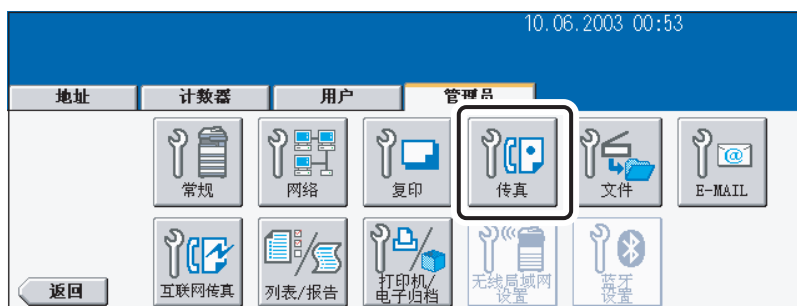 10.06.2003 00:53
地址 计数器 用户 管理员
常规 网络 复印 传真 文件 E-MAIL
互联网传真 列表/报告 打印机/
电子归档 无线局域网
设置 蓝牙
设置
返回